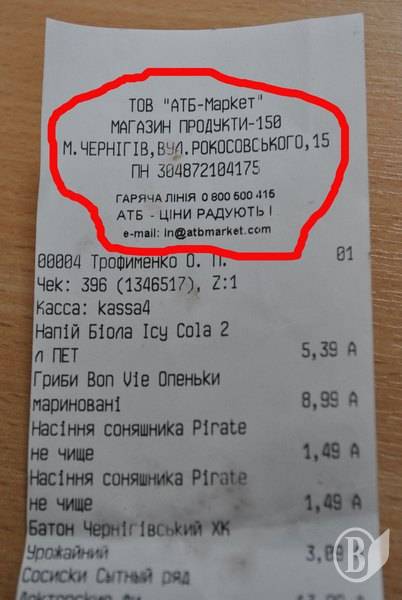 ТОВ "АТБ-Маркет"
МАГАЗИН ПРОДУКТИ-150
М.ЧЕРНІГІВ,ВУЛ.РОКОСОВСЬКОГО,15
ПН 304872104175
ГАРЯЧА ЛІНІЯ 0 800 500 415
АТБ - ЦІНИ РАДУЮТЬ !
e-mail: in@atbmarket.com
00004 Трофименко О. П. 01
Чек: 396 (1346517), Z:1
Касса: kassa4
Напій Біола Icy Cola 2
л ПЕТ 5,39 А
Гриби Bon Vie Опеньки
мариновані 8,99 А
Насіння соняшника Pirate
не чище 1,49 А
Насіння соняшника Pirate
не чище 1,49 А
Батон Чернігівський ХК
Урожайний
Сосиски Сытный ряд